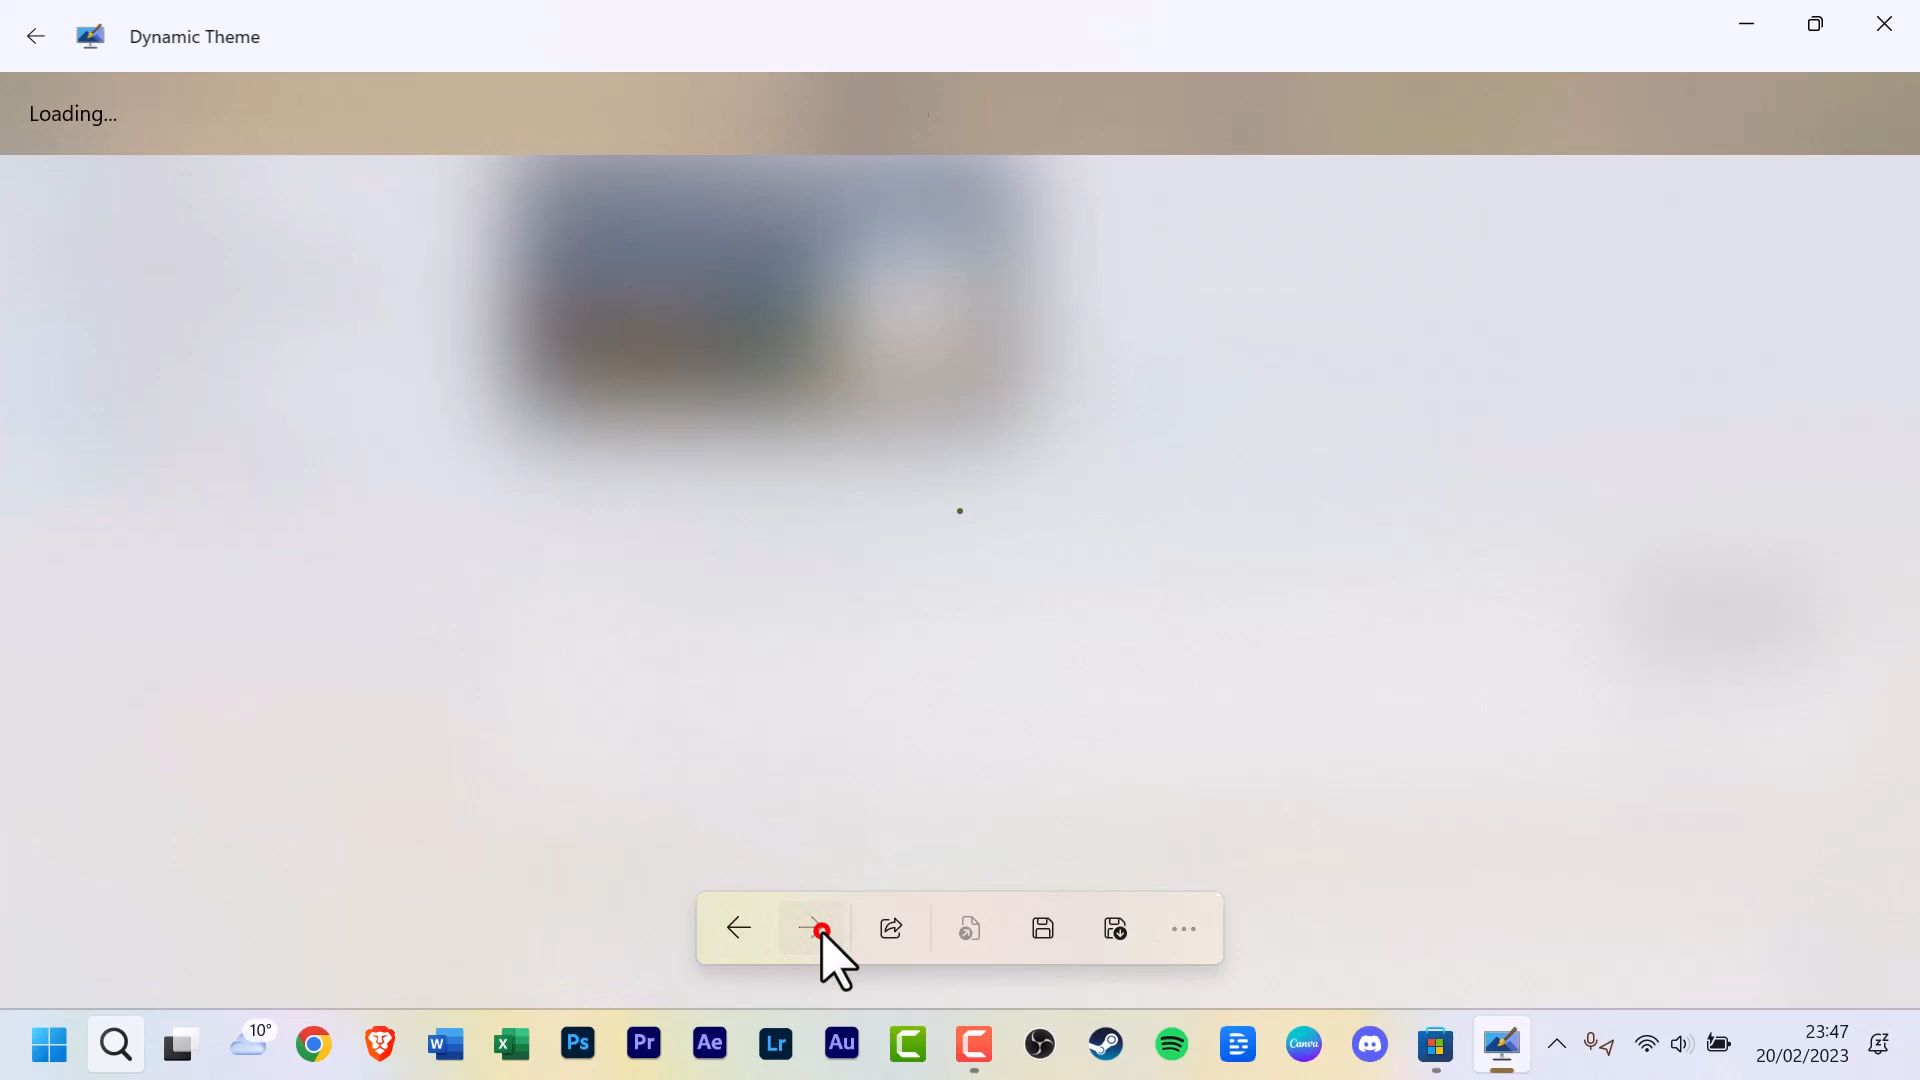 Dynamic Theme
Loading...
10°
W
X
Ps
Pr
Ae
Lr
Au
Canva
23:47
20/02/2023